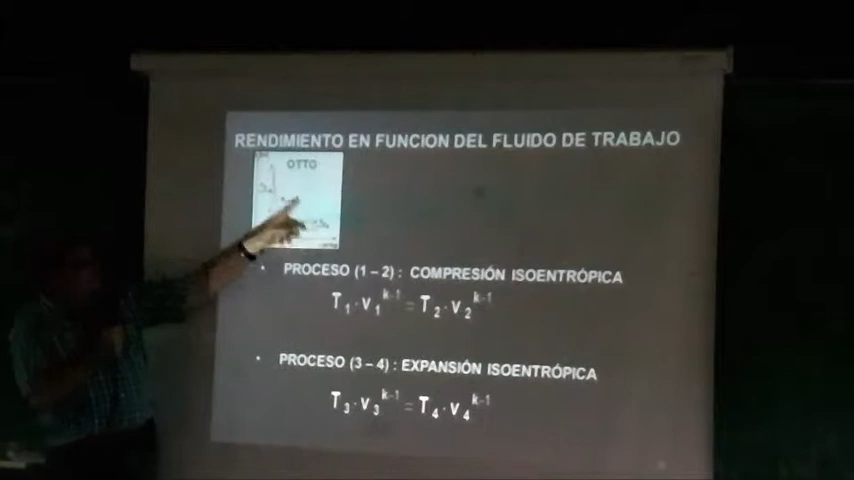 RENDIMIENTO EN FUNCION DEL FLUIDO DE TRABAJO
OTTO
• PROCESO (1 – 2) : COMPRESIÓN ISOENTRÓPICA
T₁·v₁ᵏ⁻¹ = T₂·v₂ᵏ⁻¹
• PROCESO (3 – 4) : EXPANSIÓN ISOENTRÓPICA
T₃·v₃ᵏ⁻¹ = T₄·v₄ᵏ⁻¹